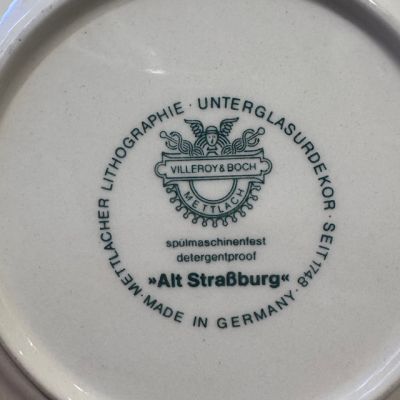 METTLACHER LITHOGRAPHIE · UNTERGLASURDEKOR · SEIT 1748 · MADE IN GERMANY ·
VILLEROY & BOCH
METTLACH
spülmaschinenfest
detergentproof
»Alt Straßburg«